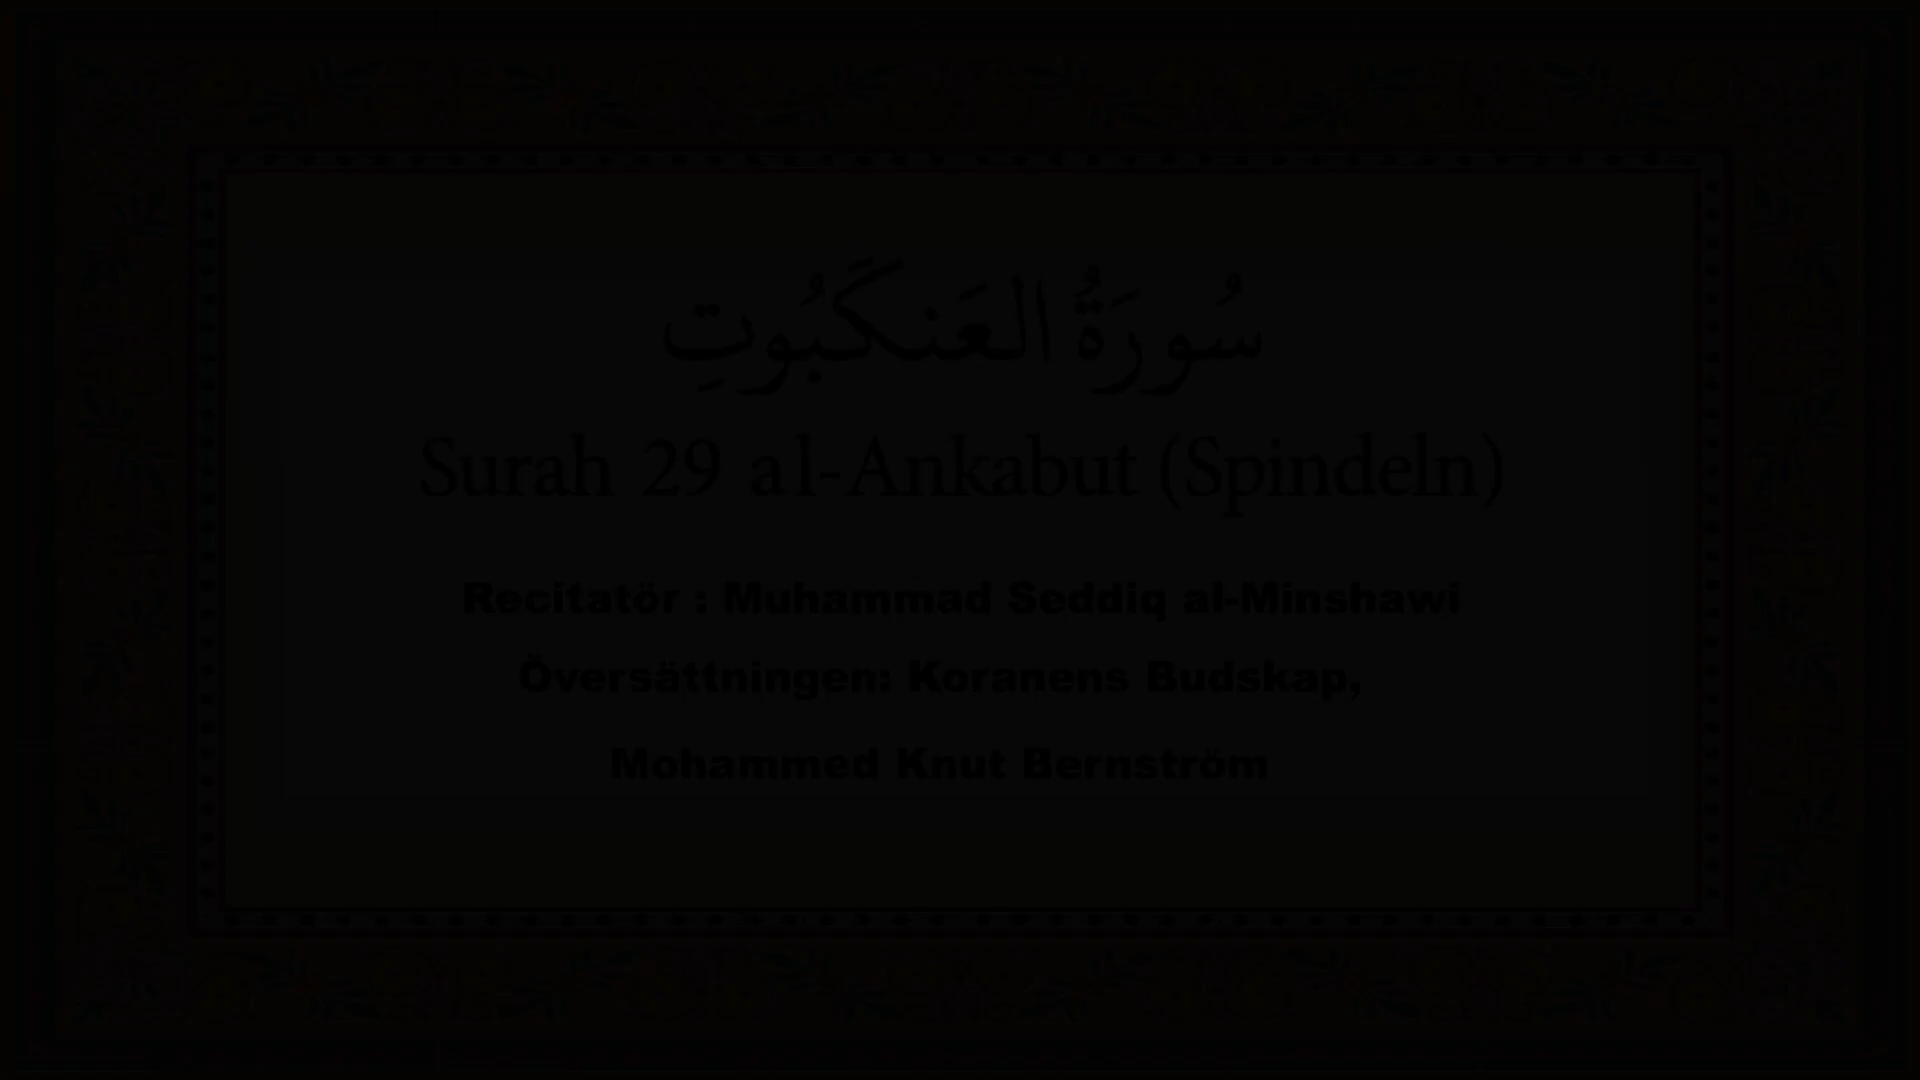 سُورَةُ العَنكَبُوتِ
Surah 29 al-Ankabut (Spindeln)
Recitatör : Muhammad Seddiq al-Minshawi
Översättningen: Koranens Budskap,
Mohammed Knut Bernström